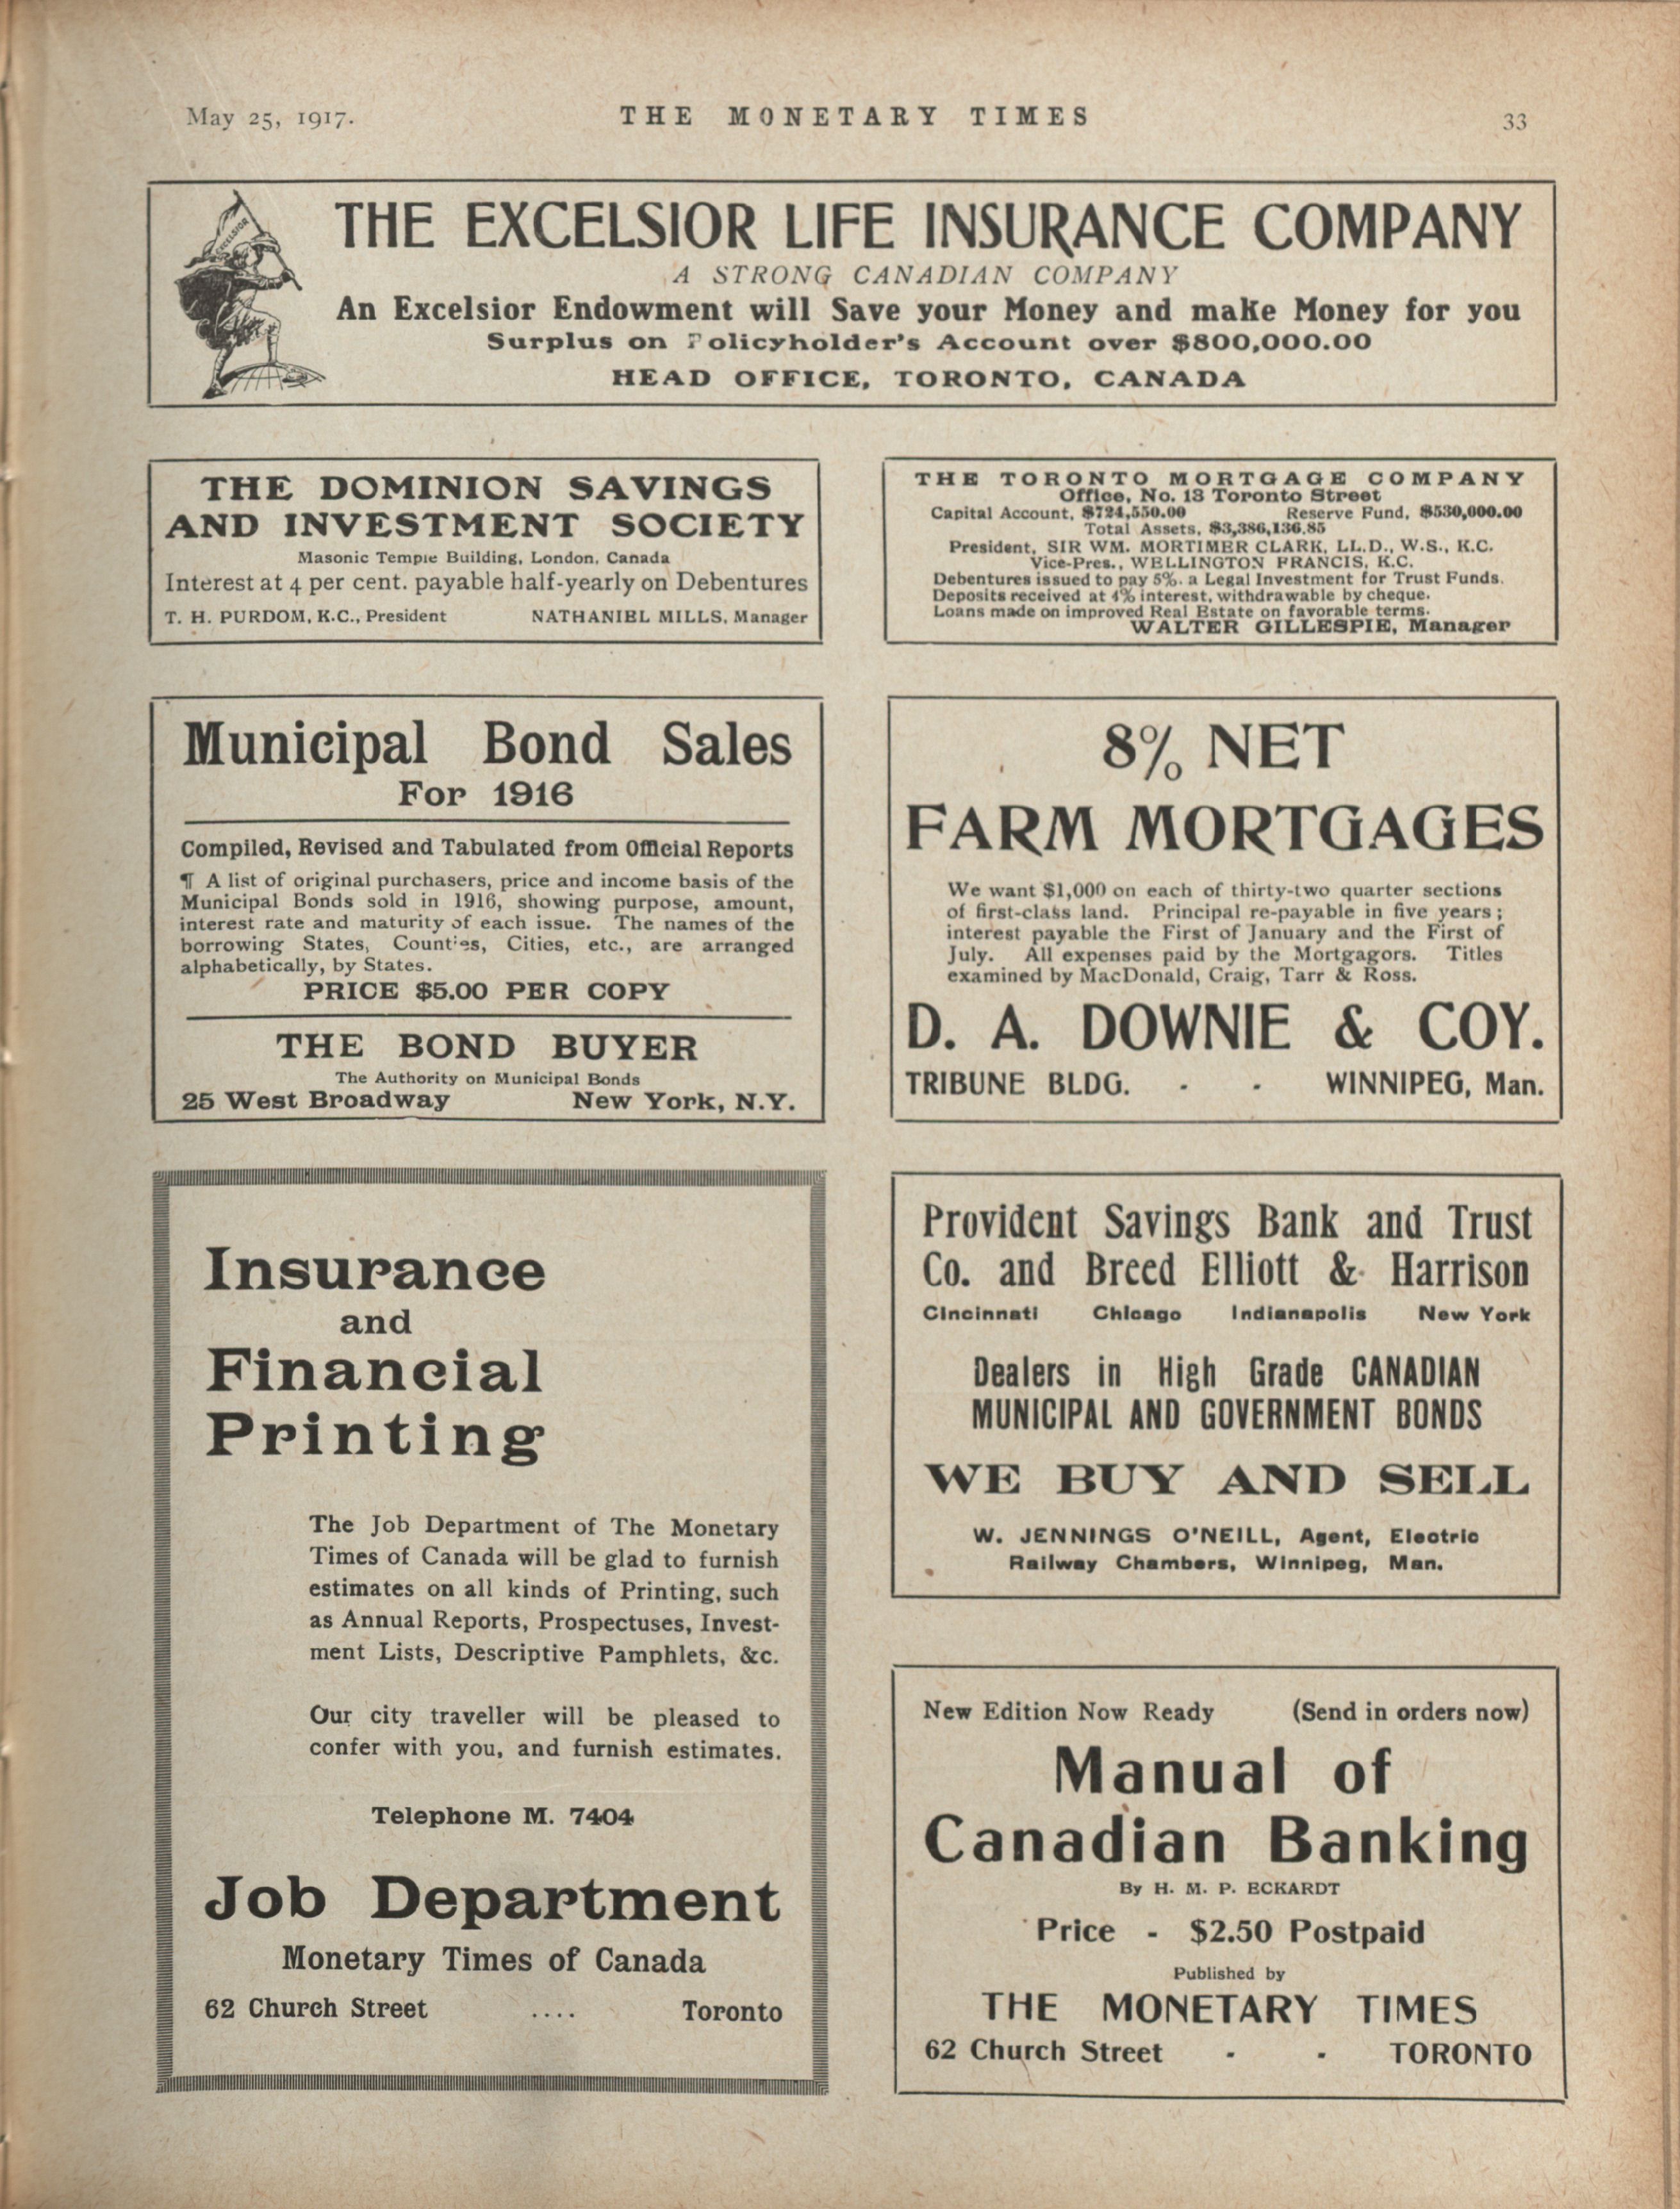 May 25, 1917.
THE MONETARY TIMES
33
EXCELSIOR
THE EXCELSIOR LIFE INSURANCE COMPANY
A STRONG CANADIAN COMPANY
An Excelsior Endowment will Save your Money and make Money for you
Surplus on Policyholder's Account over $800,000.00
HEAD OFFICE, TORONTO, CANADA
THE DOMINION SAVINGS
AND INVESTMENT SOCIETY
Masonic Temple Building, London, Canada
Interest at 4 per cent. payable half-yearly on Debentures
T. H. PURDOM, K.C., President NATHANIEL MILLS, Manager
THE TORONTO MORTGAGE COMPANY
Office, No. 13 Toronto Street
Capital Account, $724,550.00 Reserve Fund, $530,000.00
Total Assets, $3,386,136.85
President, SIR WM. MORTIMER CLARK, LL.D., W.S., K.C.
Vice-Pres., WELLINGTON FRANCIS, K.C.
Debentures issued to pay 5%. a Legal Investment for Trust Funds.
Deposits received at 4% interest, withdrawable by cheque.
Loans made on improved Real Estate on favorable terms.
WALTER GILLESPIE, Manager
Municipal Bond Sales
For 1916
Compiled, Revised and Tabulated from Official Reports
¶ A list of original purchasers, price and income basis of the
Municipal Bonds sold in 1916, showing purpose, amount,
interest rate and maturity of each issue. The names of the
borrowing States, Counties, Cities, etc., are arranged
alphabetically, by States.
PRICE $5.00 PER COPY
THE BOND BUYER
The Authority on Municipal Bonds
25 West Broadway New York, N.Y.
8% NET
FARM MORTGAGES
We want $1,000 on each of thirty-two quarter sections
of first-class land. Principal re-payable in five years;
interest payable the First of January and the First of
July. All expenses paid by the Mortgagors. Titles
examined by MacDonald, Craig, Tarr & Ross.
D. A. DOWNIE & COY.
TRIBUNE BLDG. - - WINNIPEG, Man.
Insurance
and
Financial
Printing
The Job Department of The Monetary
Times of Canada will be glad to furnish
estimates on all kinds of Printing, such
as Annual Reports, Prospectuses, Invest-
ment Lists, Descriptive Pamphlets, &c.
Our city traveller will be pleased to
confer with you, and furnish estimates.
Telephone M. 7404
Job Department
Monetary Times of Canada
62 Church Street .... Toronto
Provident Savings Bank and Trust
Co. and Breed Elliott & Harrison
Cincinnati Chicago Indianapolis New York
Dealers in High Grade CANADIAN
MUNICIPAL AND GOVERNMENT BONDS
WE BUY AND SELL
W. JENNINGS O'NEILL, Agent, Electric
Railway Chambers, Winnipeg, Man.
New Edition Now Ready (Send in orders now)
Manual of
Canadian Banking
By H. M. P. ECKARDT
Price - $2.50 Postpaid
Published by
THE MONETARY TIMES
62 Church Street - - TORONTO